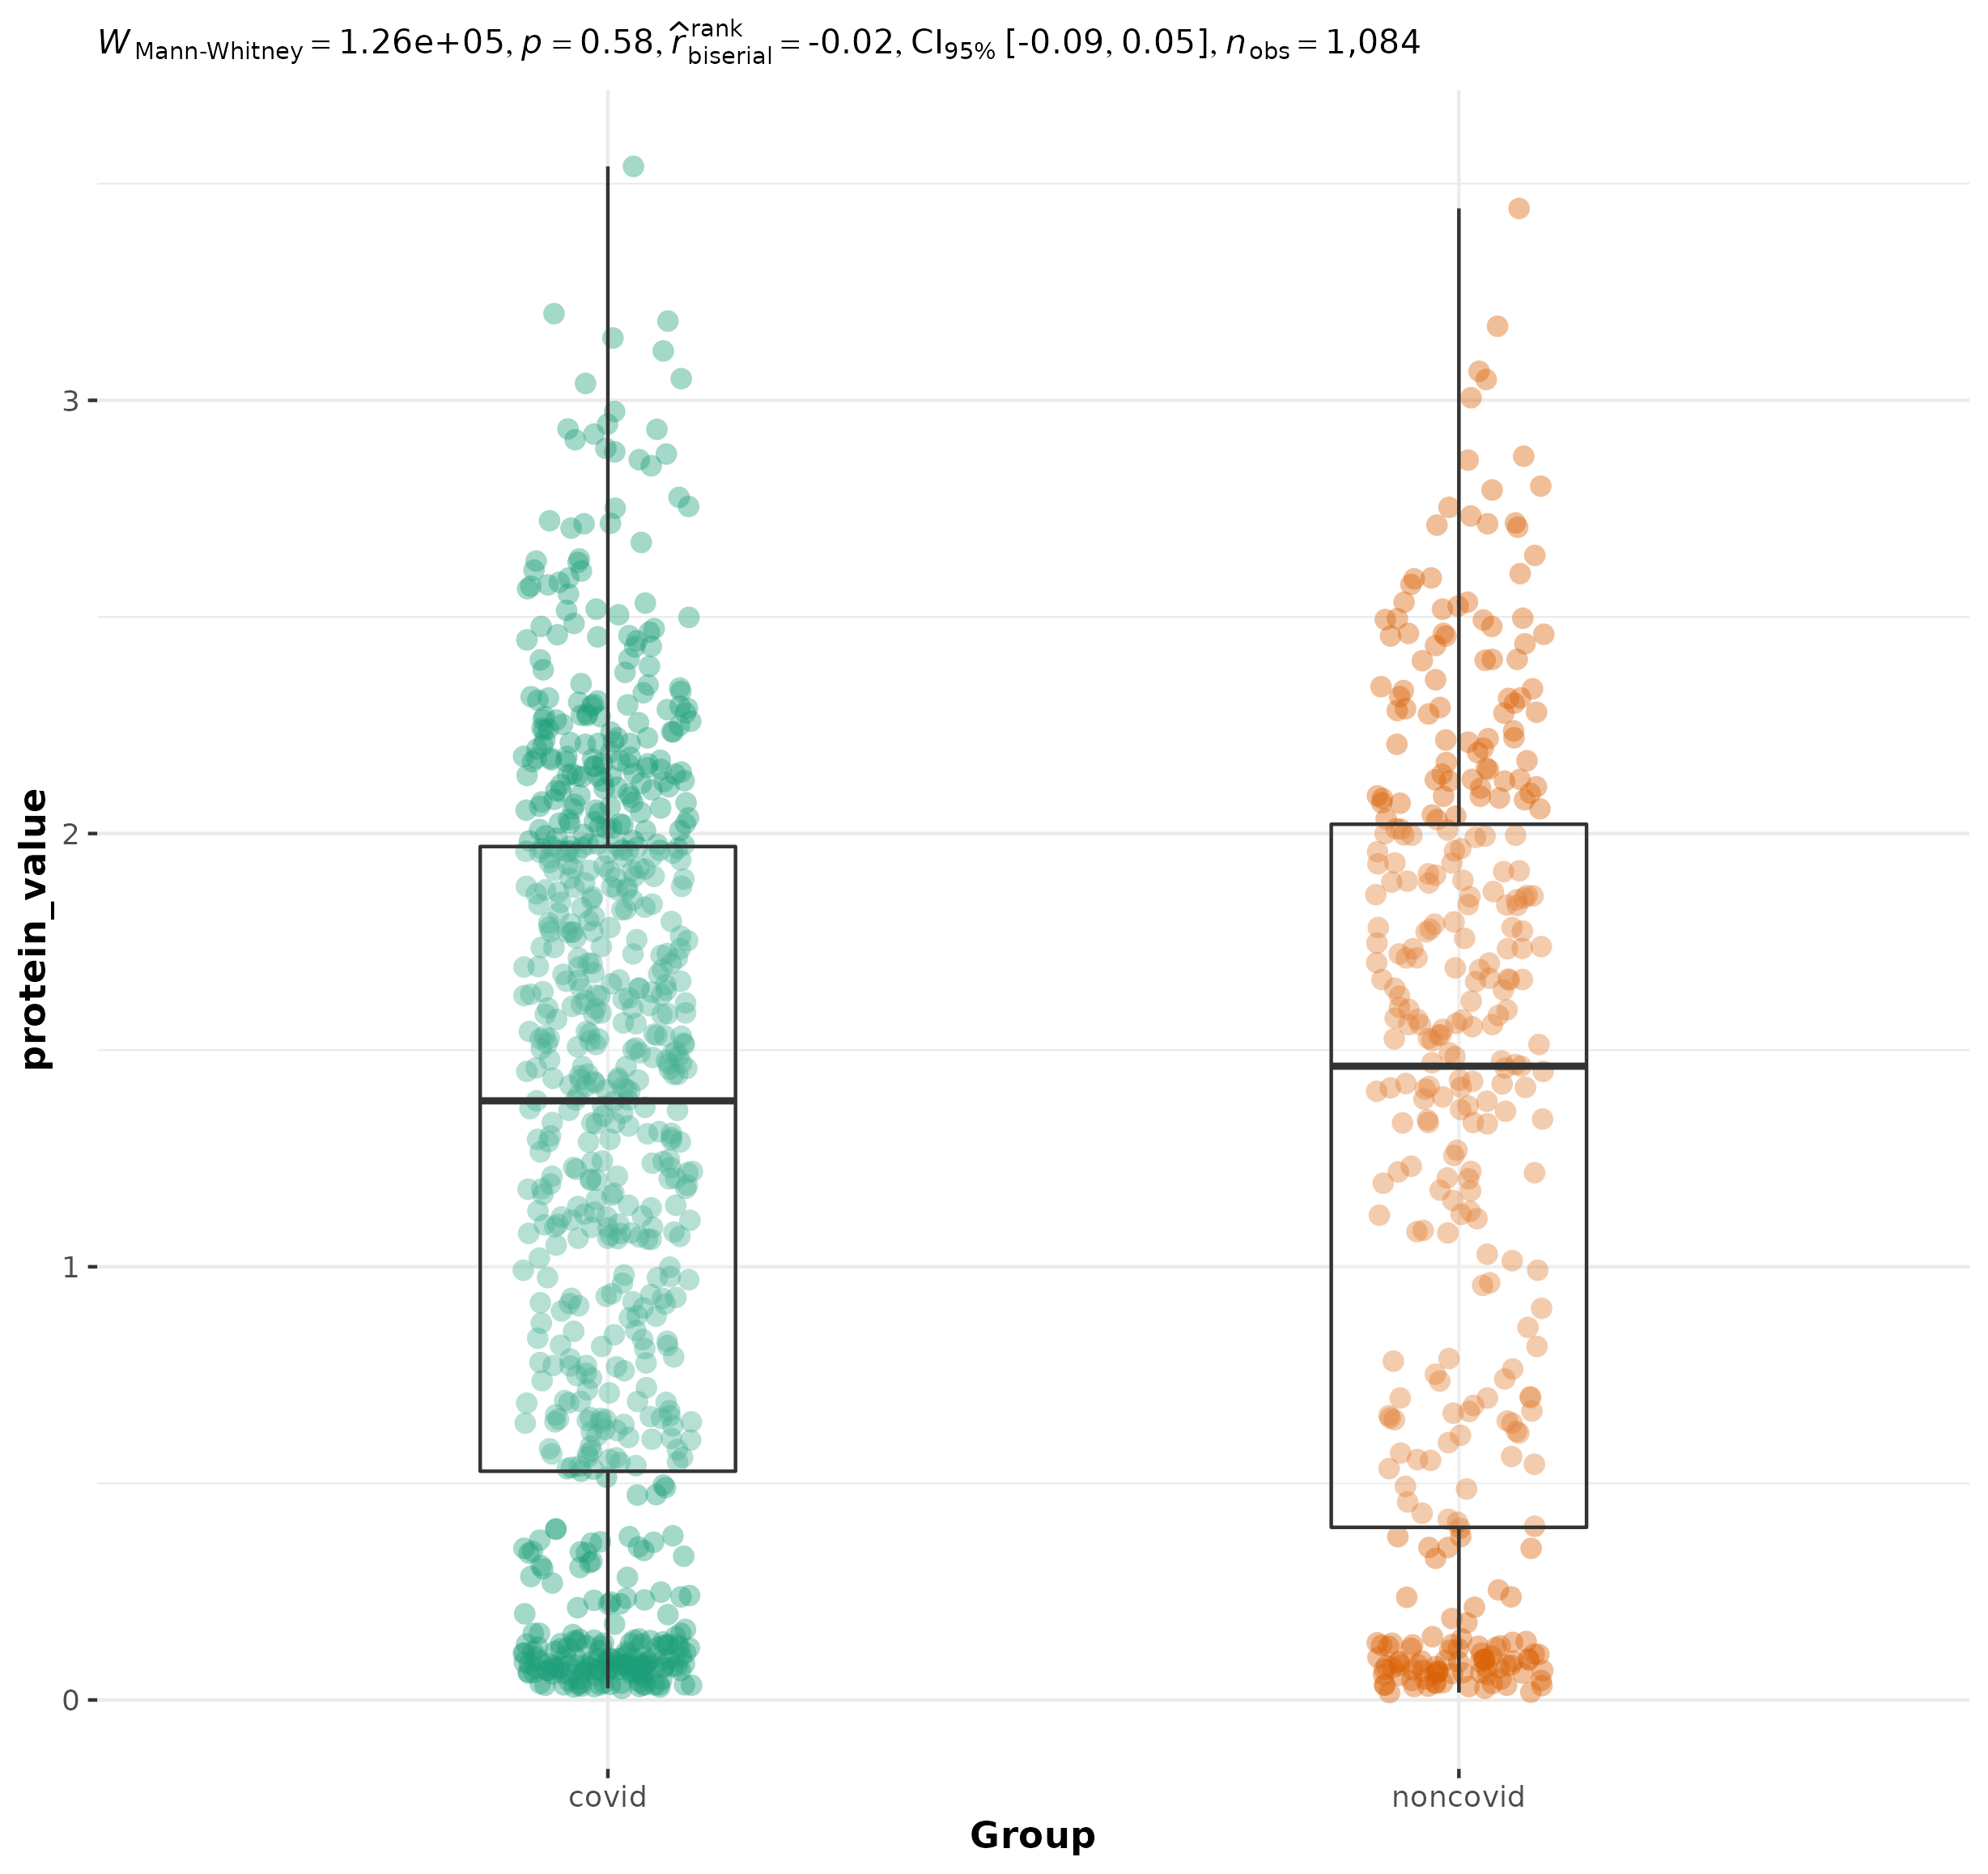 W Mann-Whitney = 1.26e+05, p = 0.58, r̂ rank biserial = -0.02, CI95% [-0.09, 0.05], nobs = 1,084
3
2
1
0
protein_value
covid
noncovid
Group